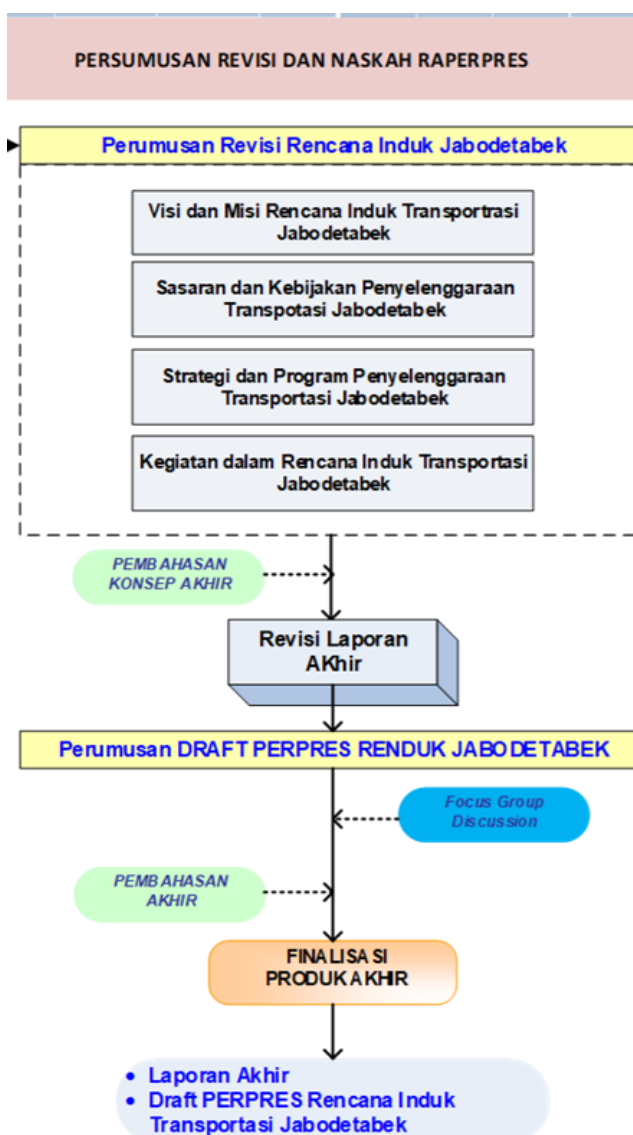 PERSUMUSAN REVISI DAN NASKAH RAPERPRES
Perumusan Revisi Rencana Induk Jabodetabek
Visi dan Misi Rencana Induk Transportrasi
Jabodetabek
Sasaran dan Kebijakan Penyelenggaraan
Transpotasi Jabodetabek
Strategi dan Program Penyelenggaraan
Transportasi Jabodetabek
Kegiatan dalam Rencana Induk Transportasi
Jabodetabek
PEMBAHASAN
KONSEP AKHIR
Revisi Laporan
AKhir
Perumusan DRAFT PERPRES RENDUK JABODETABEK
Focus Group
Discussion
PEMBAHASAN
AKHIR
FINALISASI
PRODUK AKHIR
• Laporan Akhir
• Draft PERPRES Rencana Induk
Transportasi Jabodetabek